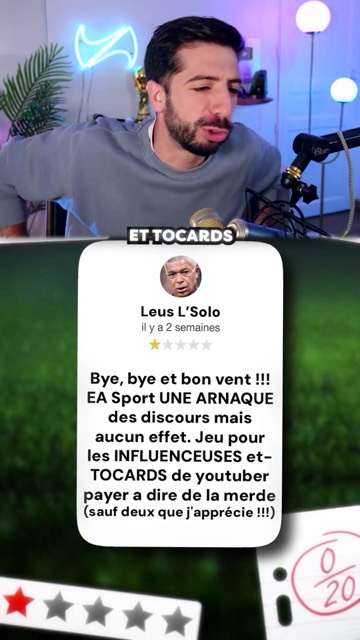 ET TOCARDS
Leus L’Solo
il y a 2 semaines
Bye, bye et bon vent !!!
EA Sport UNE ARNAQUE
des discours mais
aucun effet. Jeu pour
les INFLUENCEUSES et-
TOCARDS de youtuber
payer a dire de la merde
(sauf deux que j'apprécie !!!)
0
20